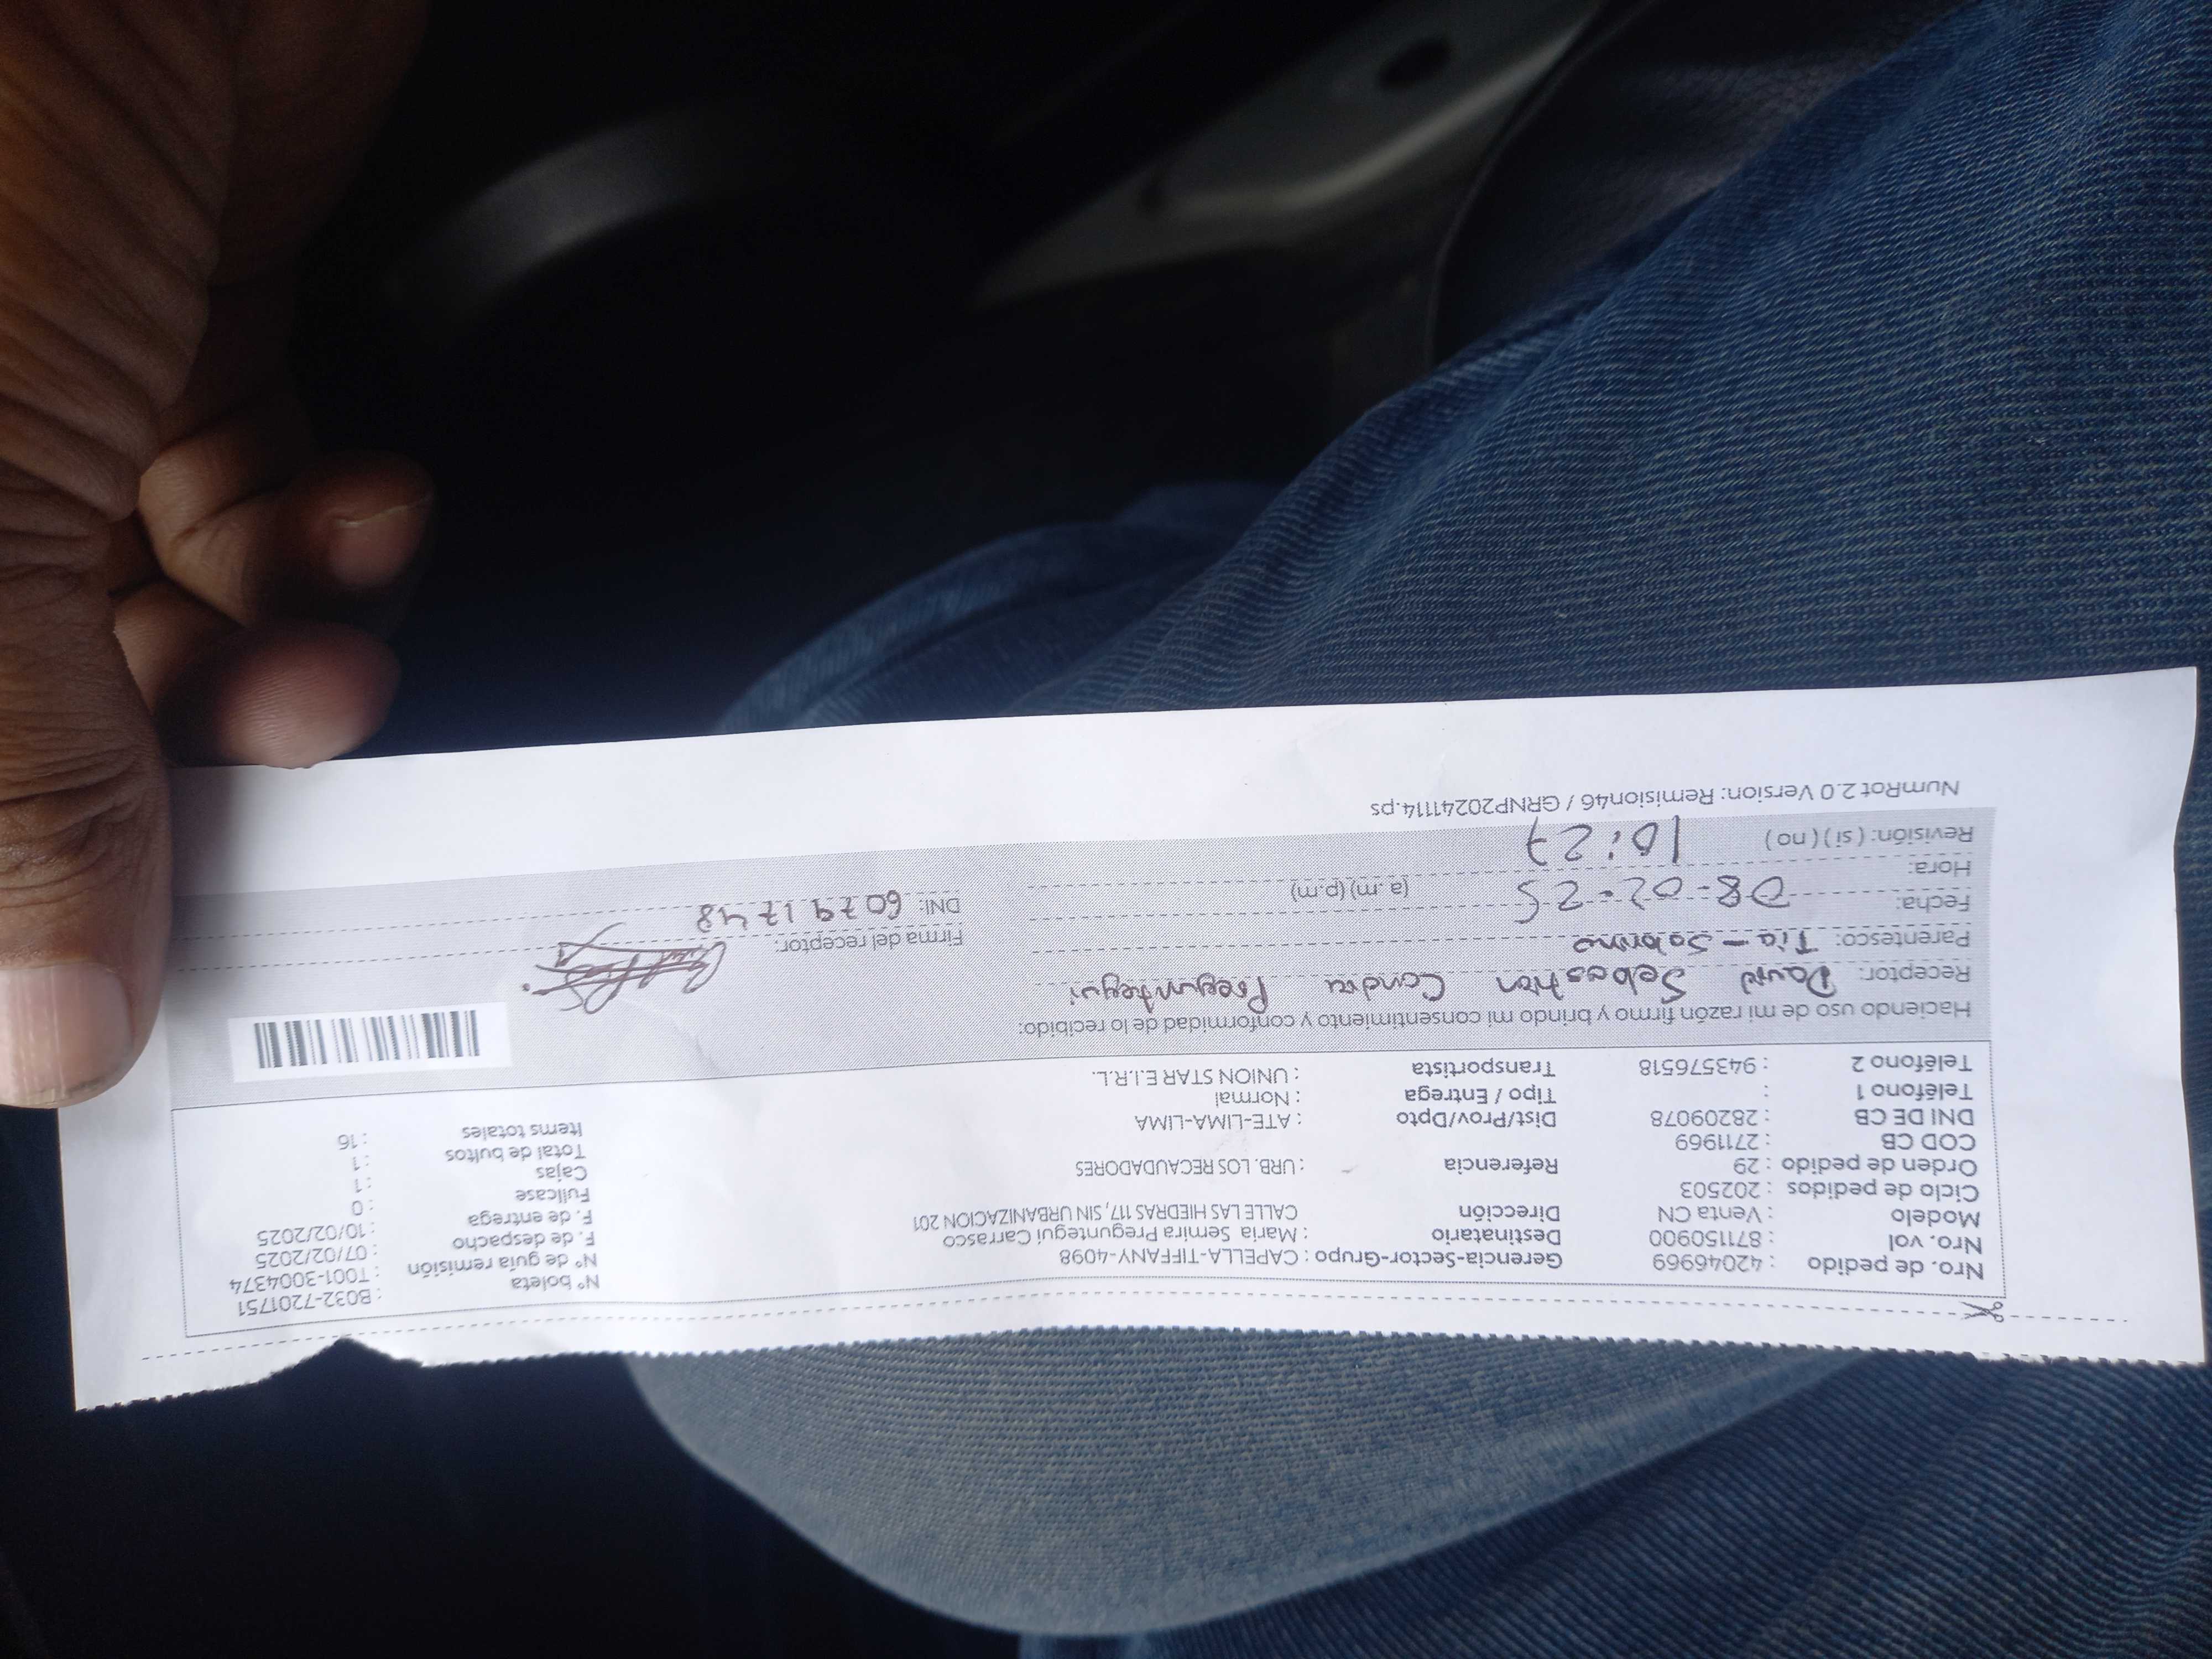 Nro. de pedido : 42046969 Gerencia-Sector-Grupo : CAPELLA-TIFFANY-4098 N° boleta : B032-7201751
Nro. vol : 871150900 Destinatario : Maria Semira Preguntegui Carrasco N° de guía remisión : T001-3004374
Modelo : Venta CN Dirección CALLE LAS HIEDRAS 117, SIN URBANIZACION 201 F. de despacho : 07/02/2025
Ciclo de pedidos : 202503 F. de entrega : 10/02/2025
Orden de pedido : 29 Referencia : URB. LOS RECAUDADORES Fullcase : 0
COD CB : 2711969 Cajas : 1
DNI DE CB : 28209078 Dist/Prov/Dpto : ATE-LIMA-LIMA Total de bultos : 1
Teléfono 1 : Tipo / Entrega : Normal Items totales : 16
Teléfono 2 : 943576518 Transportista : UNION STAR E.I.R.L.
Haciendo uso de mi razón firmo y brindo mi consentimiento y conformidad de lo recibido:
Receptor: David Sebastian Preguntegui
Parentesco: Tia - Sobrino Firma del receptor:
Fecha: 08-02-25 DNI: 60791748
Hora: 10:27 (a.m) (p.m)
Revisión: ( si ) ( no )
NumRot 2.0 Version: Remision46 / GRNP20241114.ps